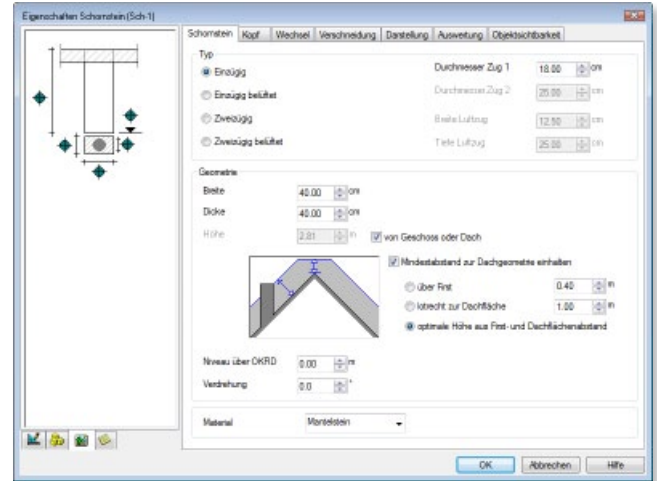 Eigenschaften Schornstein (Sch-1)
Schornstein Kopf Wechsel Verschneidung Darstellung Auswertung Objektsichtbarkeit
Typ
Einzügig
Durchmesser Zug 1 18.00 cm
Einzügig belüftet
Durchmesser Zug 2 25.00 cm
Zweizügig
Breite Luftzug 12.50 cm
Zweizügig belüftet
Tiefe Luftzug 25.00 cm
Geometrie
Breite 40.00 cm
Dicke 40.00 cm
Höhe 2.81 m von Geschoss oder Dach
Mindestabstand zur Dachgeometrie einhalten
über First 0.40 m
lotrecht zur Dachfläche 1.00 m
optimale Höhe aus First- und Dachflächenabstand
Niveau über OKRD 0.00 m
Verdrehung 0.0 °
Material Mantelstein
OK Abbrechen Hilfe